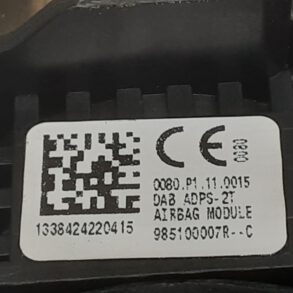 CE 0080
0080.P1.11.0015
DAB ADPS-2T
AIRBAG MODULE
1338424220415
985100007R--C